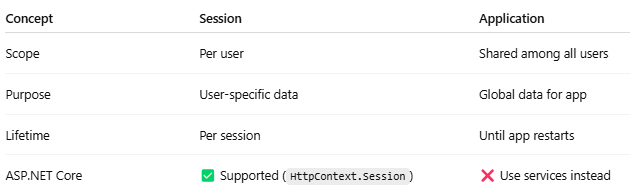 Concept Session Application
Scope Per user Shared among all users
Purpose User-specific data Global data for app
Lifetime Per session Until app restarts
ASP.NET Core ✅ Supported (HttpContext.Session) ❌ Use services instead